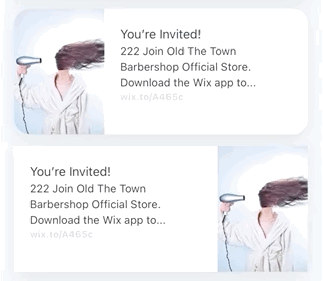 You're Invited!
222 Join Old The Town
Barbershop Official Store.
Download the Wix app to...
wix.to/A465c
You're Invited!
222 Join Old The Town
Barbershop Official Store.
Download the Wix app to...
wix.to/A465c